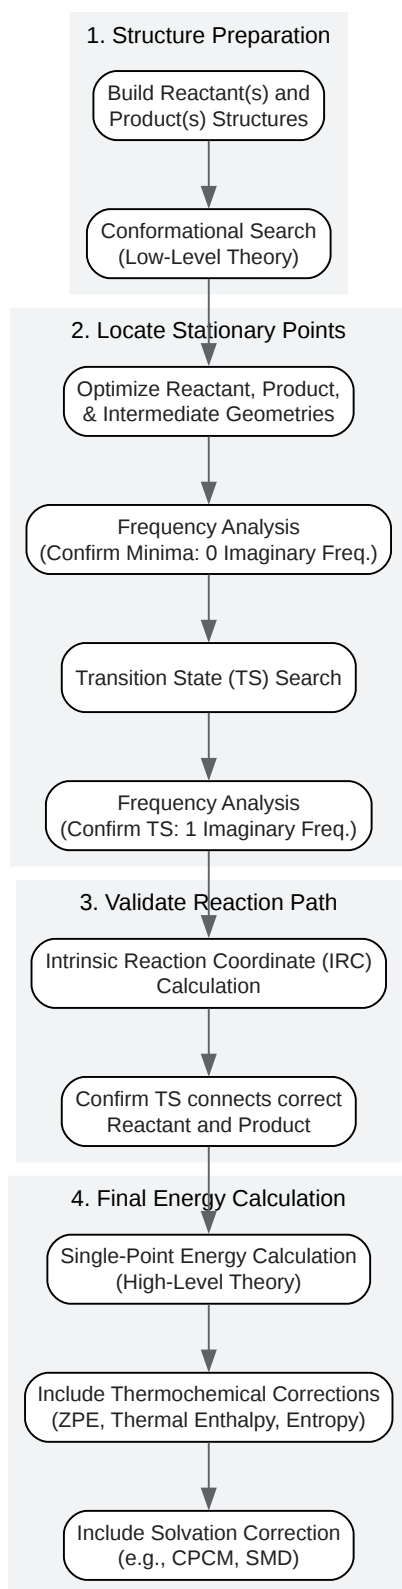 1. Structure Preparation
Build Reactant(s) and
Product(s) Structures
Conformational Search
(Low-Level Theory)
2. Locate Stationary Points
Optimize Reactant, Product,
& Intermediate Geometries
Frequency Analysis
(Confirm Minima: 0 Imaginary Freq.)
Transition State (TS) Search
Frequency Analysis
(Confirm TS: 1 Imaginary Freq.)
3. Validate Reaction Path
Intrinsic Reaction Coordinate (IRC)
Calculation
Confirm TS connects correct
Reactant and Product
4. Final Energy Calculation
Single-Point Energy Calculation
(High-Level Theory)
Include Thermochemical Corrections
(ZPE, Thermal Enthalpy, Entropy)
Include Solvation Correction
(e.g., CPCM, SMD)